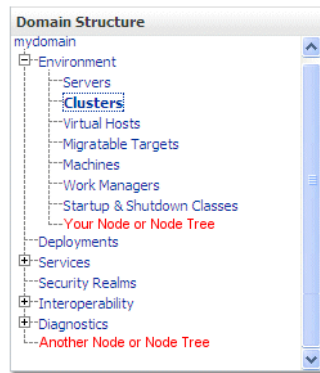 Domain Structure
mydomain
Environment
Servers
Clusters
Virtual Hosts
Migratable Targets
Machines
Work Managers
Startup & Shutdown Classes
Your Node or Node Tree
Deployments
Services
Security Realms
Interoperability
Diagnostics
Another Node or Node Tree